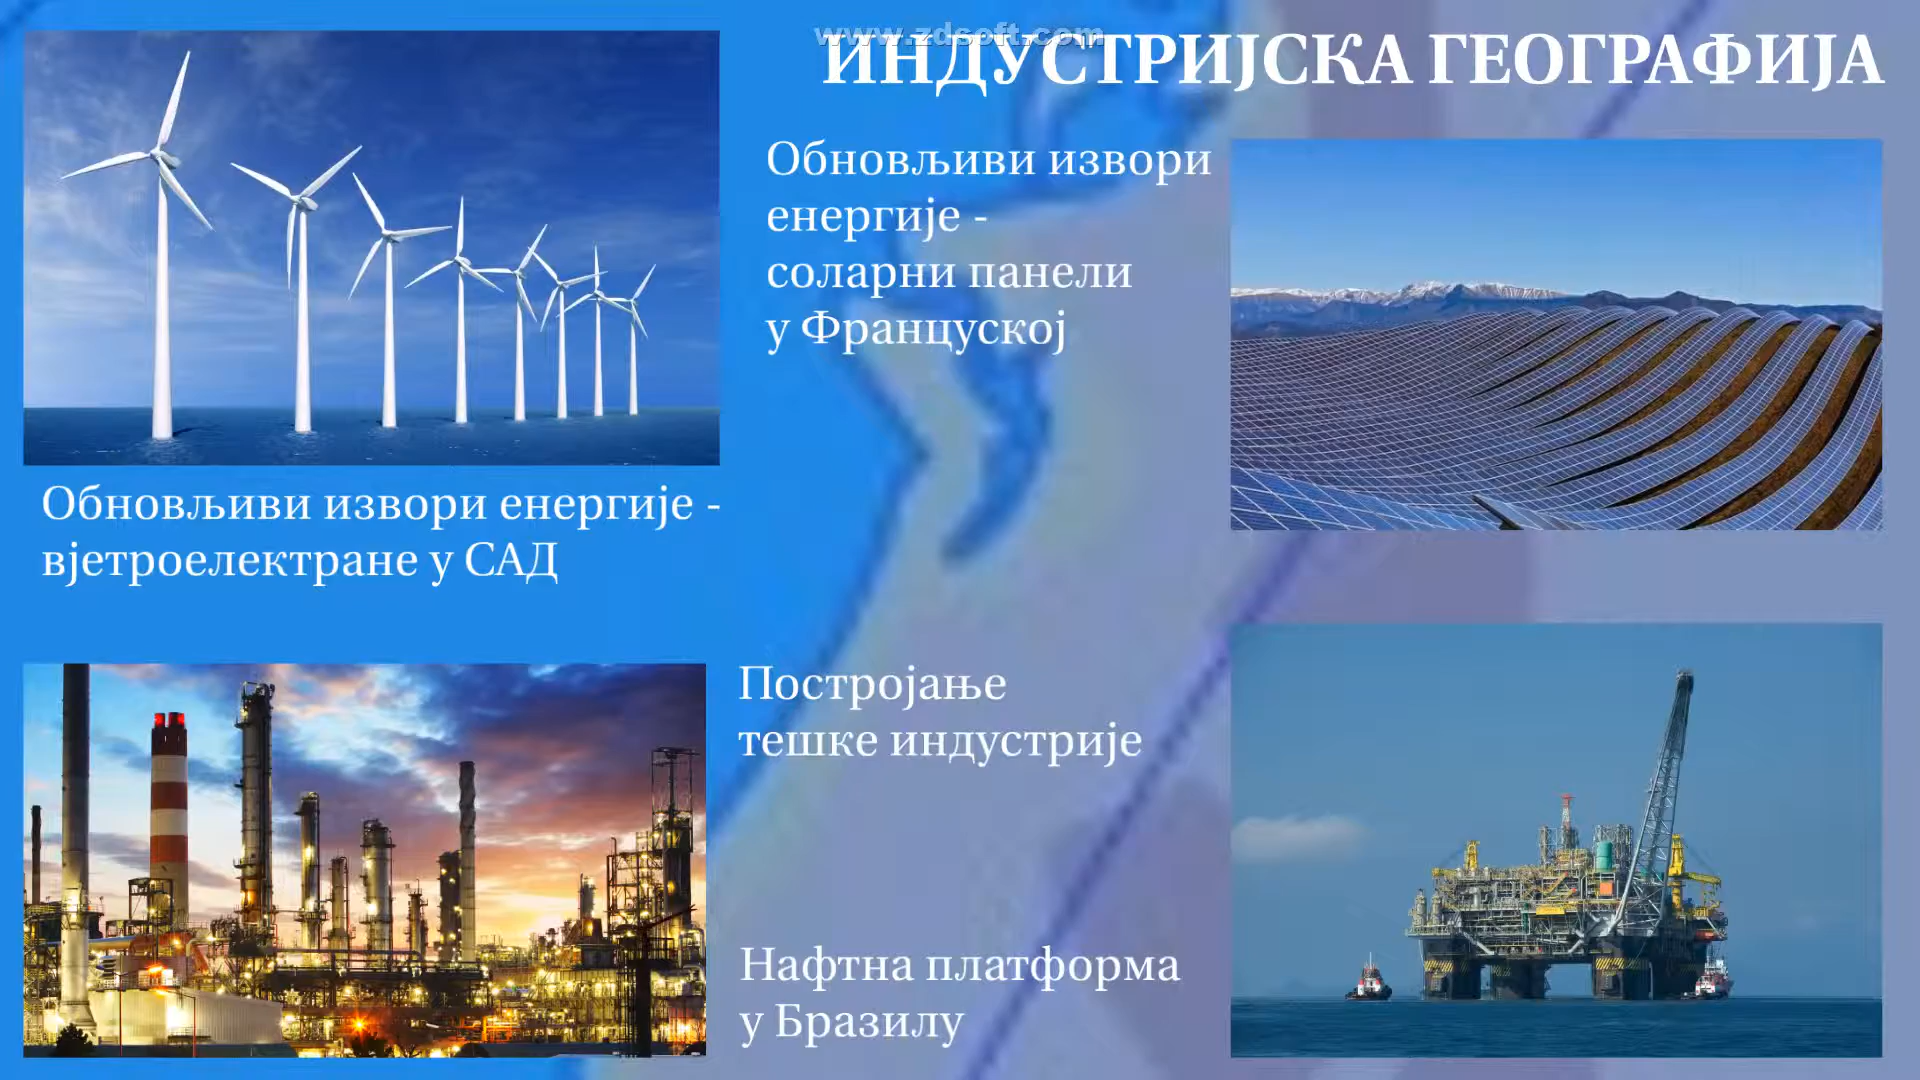 www.zdsoft.com
ИНДУСТРИЈСКА ГЕОГРАФИЈА
Обновљиви извори
енергије -
соларни панели
у Француској
Обновљиви извори енергије -
вјетроелектране у САД
Постројање
тешке индустрије
Нафтна платформа
у Бразилу